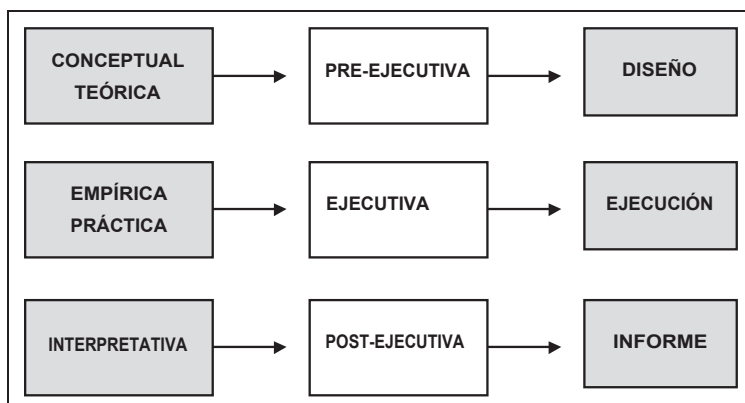 CONCEPTUAL
TEÓRICA
PRE-EJECUTIVA
DISEÑO
EMPÍRICA
PRÁCTICA
EJECUTIVA
EJECUCIÓN
INTERPRETATIVA
POST-EJECUTIVA
INFORME